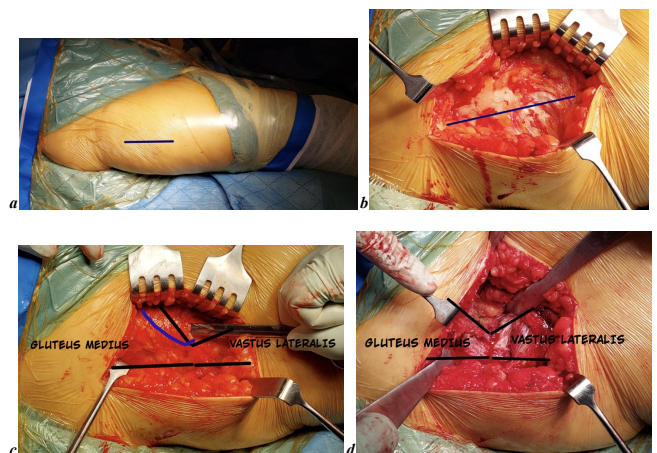 a
b
GLUTEUS MEDIUS
VASTUS LATERALIS
c
GLUTEUS MEDIUS
VASTUS LATERALIS
d